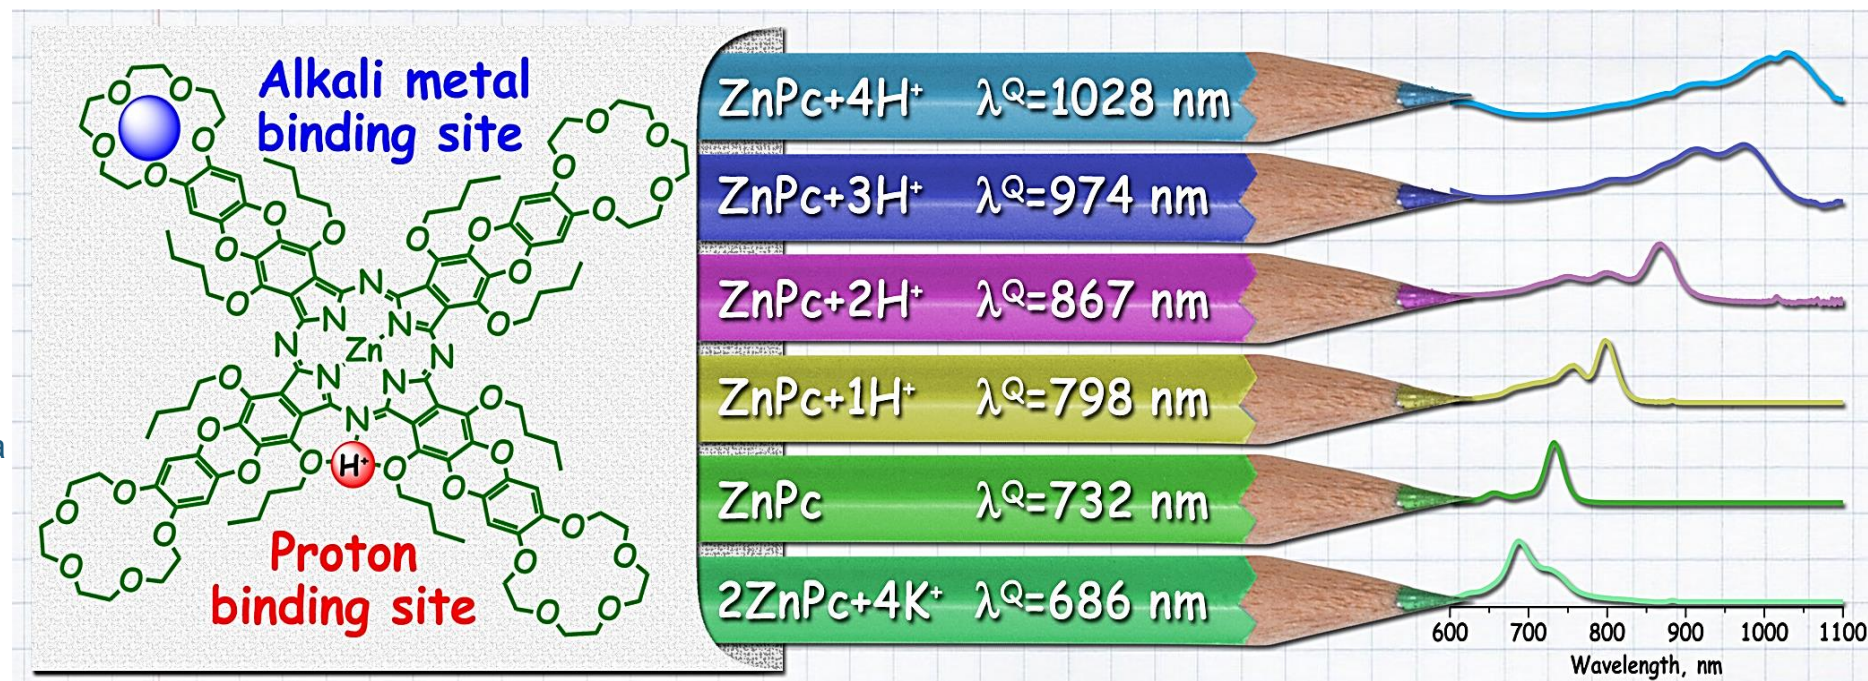 Alkali metal
binding site
Zn
H⁺
Proton
binding site
ZnPc+4H⁺ λQ=1028 nm
ZnPc+3H⁺ λQ=974 nm
ZnPc+2H⁺ λQ=867 nm
ZnPc+1H⁺ λQ=798 nm
ZnPc λQ=732 nm
2ZnPc+4K⁺ λQ=686 nm
600 700 800 900 1000 1100
Wavelength, nm